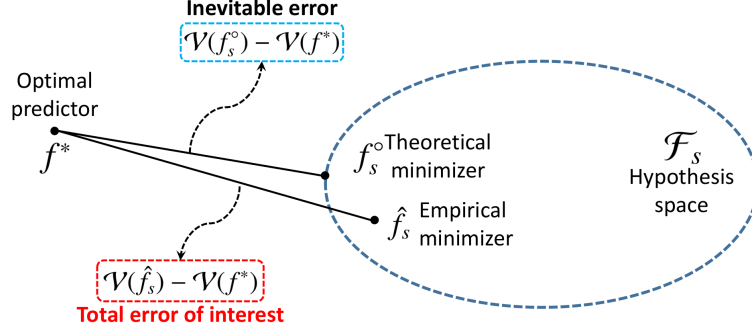 Inevitable error
𝒱(f_s^∘) − 𝒱(f*)
Optimal
predictor
f*
f_s^∘ Theoretical
minimizer
f̂_s Empirical
minimizer
ℱ_s
Hypothesis
space
𝒱(f̂_s) − 𝒱(f*)
Total error of interest